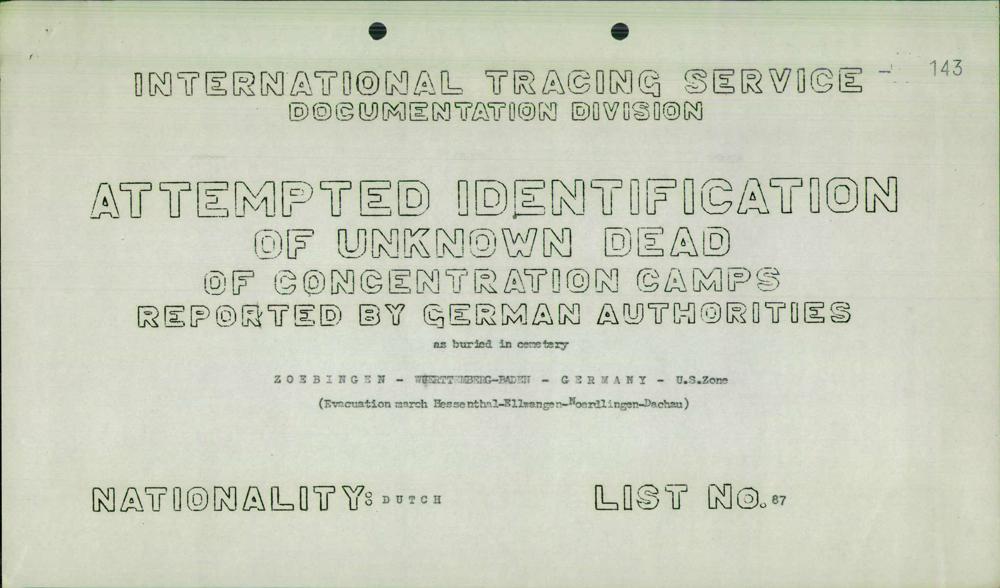 143
INTERNATIONAL TRACING SERVICE -
DOCUMENTATION DIVISION
ATTEMPTED IDENTIFICATION
OF UNKNOWN DEAD
OF CONCENTRATION CAMPS
REPORTED BY GERMAN AUTHORITIES
as buried in cemetery
ZOEBINGEN - WUERTTEMBERG-BADEN - GERMANY - U.S.Zone
(Evacuation march Hessenthal-Ellwangen-Noerdlingen-Dachau)
NATIONALITY: DUTCH LIST No. 87